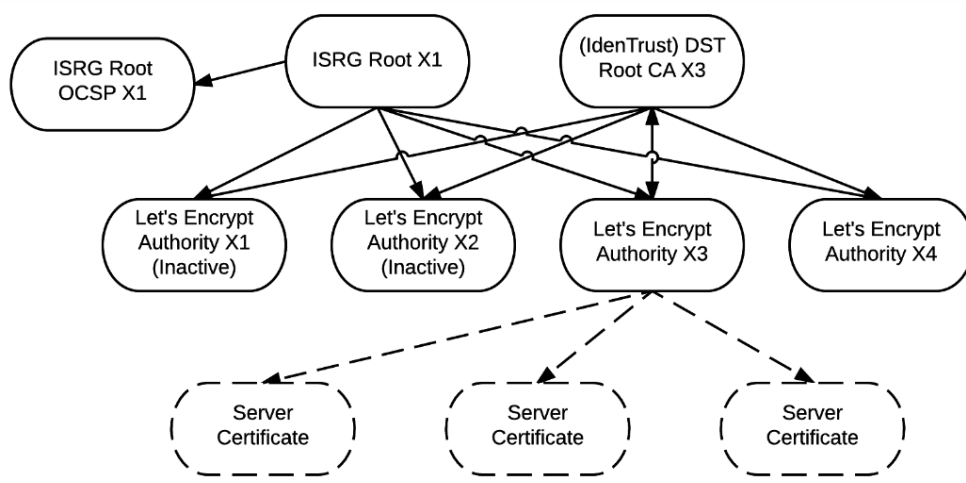 ISRG Root
OCSP X1
ISRG Root X1
(IdenTrust) DST
Root CA X3
Let's Encrypt
Authority X1
(Inactive)
Let's Encrypt
Authority X2
(Inactive)
Let's Encrypt
Authority X3
Let's Encrypt
Authority X4
Server
Certificate
Server
Certificate
Server
Certificate